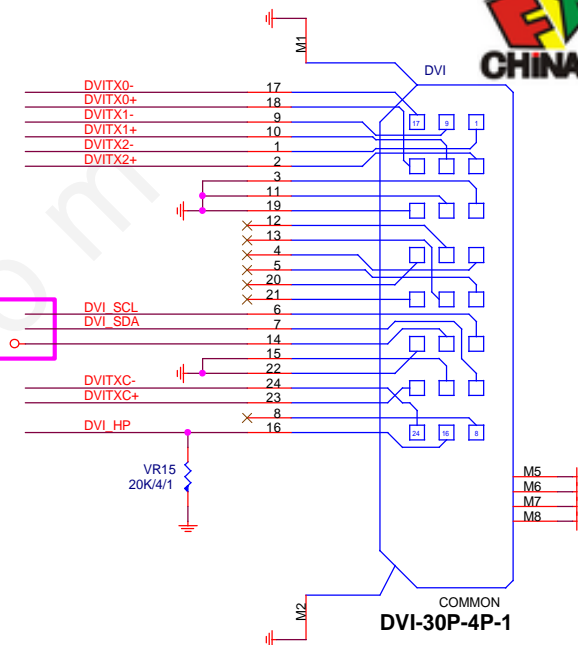 M1
DVI
CHINA
DVITX0- 17
DVITX0+ 18
DVITX1- 9
DVITX1+ 10
DVITX2- 1
DVITX2+ 2
3
11
19
12
13
4
5
20
21
DVI_SCL 6
DVI_SDA 7
14
15
22
DVITXC- 24
DVITXC+ 23
8
DVI_HP 16
17 9 1
24 16 8
VR15
20K/4/1
M5
M6
M7
M8
M2
COMMON
DVI-30P-4P-1
o m